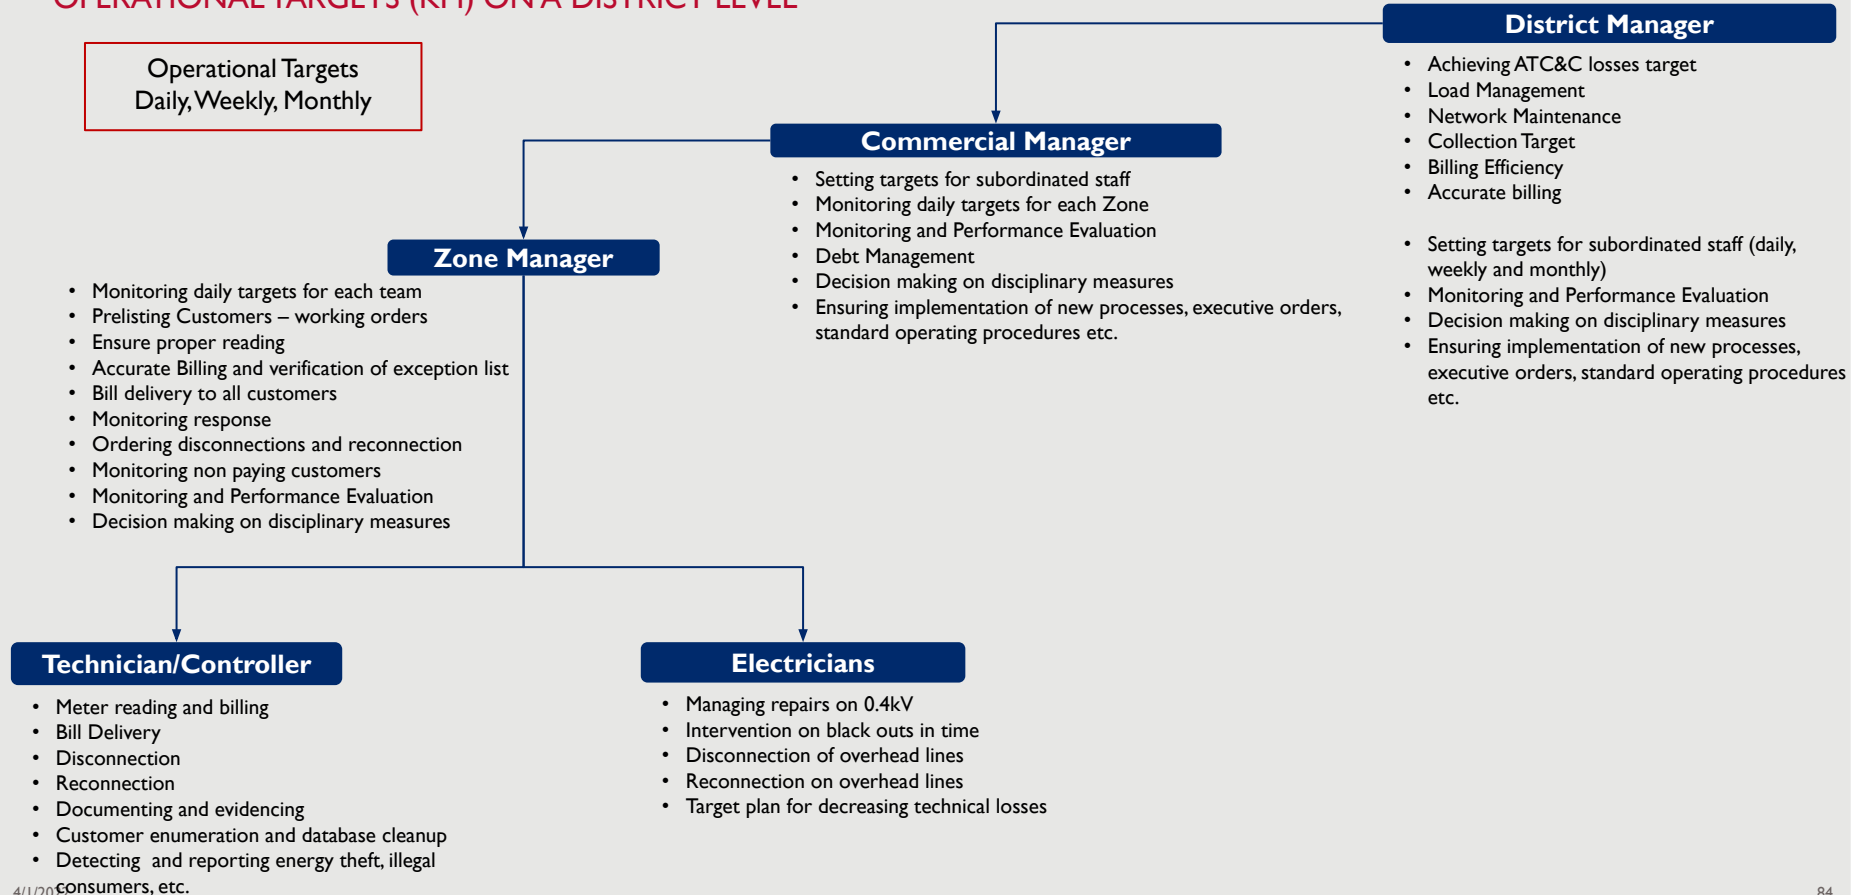 OPERATIONAL TARGETS (KPI) ON A DISTRICT LEVEL
Operational Targets
Daily, Weekly, Monthly
District Manager
• Achieving ATC&C losses target
• Load Management
• Network Maintenance
• Collection Target
• Billing Efficiency
• Accurate billing
• Setting targets for subordinated staff (daily,
weekly and monthly)
• Monitoring and Performance Evaluation
• Decision making on disciplinary measures
• Ensuring implementation of new processes,
executive orders, standard operating procedures
etc.
Commercial Manager
• Setting targets for subordinated staff
• Monitoring daily targets for each Zone
• Monitoring and Performance Evaluation
• Debt Management
• Decision making on disciplinary measures
• Ensuring implementation of new processes, executive orders,
standard operating procedures etc.
Zone Manager
• Monitoring daily targets for each team
• Prelisting Customers – working orders
• Ensure proper reading
• Accurate Billing and verification of exception list
• Bill delivery to all customers
• Monitoring response
• Ordering disconnections and reconnection
• Monitoring non paying customers
• Monitoring and Performance Evaluation
• Decision making on disciplinary measures
Technician/Controller
• Meter reading and billing
• Bill Delivery
• Disconnection
• Reconnection
• Documenting and evidencing
• Customer enumeration and database cleanup
• Detecting and reporting energy theft, illegal
consumers, etc.
Electricians
• Managing repairs on 0.4kV
• Intervention on black outs in time
• Disconnection of overhead lines
• Reconnection on overhead lines
• Target plan for decreasing technical losses
84